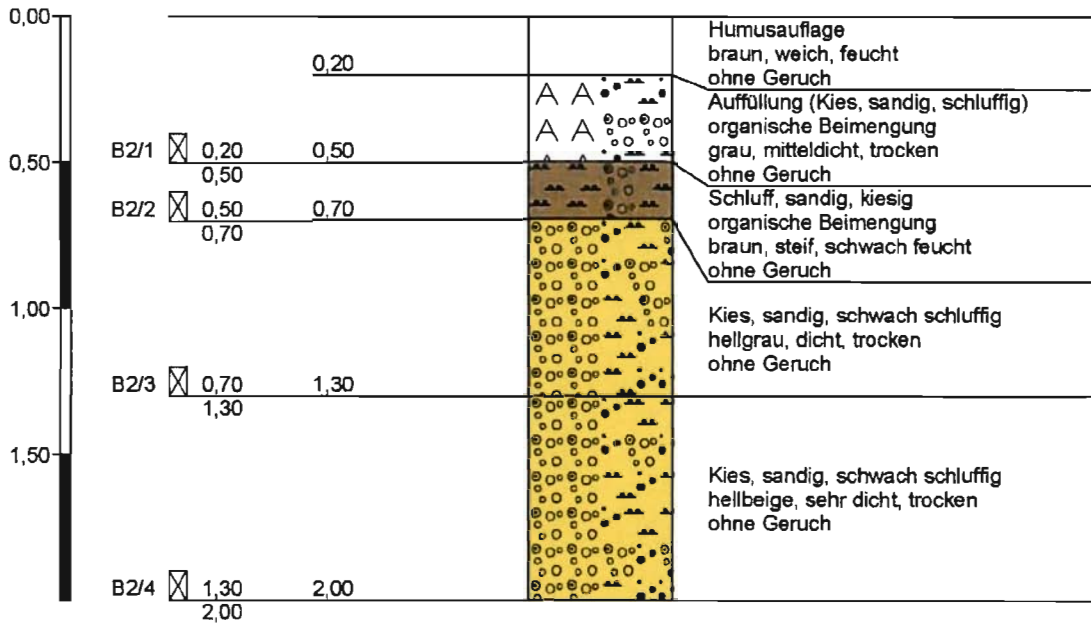 0,00
Humusauflage
braun, weich, feucht
ohne Geruch
0,20
Auffüllung (Kies, sandig, schluffig)
organische Beimengung
grau, mitteldicht, trocken
ohne Geruch
0,50
B2/1 0,20 0,50
0,50
Schluff, sandig, kiesig
organische Beimengung
braun, steif, schwach feucht
ohne Geruch
B2/2 0,50 0,70
0,70
1,00
Kies, sandig, schwach schluffig
hellgrau, dicht, trocken
ohne Geruch
B2/3 0,70 1,30
1,30
1,50
Kies, sandig, schwach schluffig
hellbeige, sehr dicht, trocken
ohne Geruch
B2/4 1,30 2,00
2,00